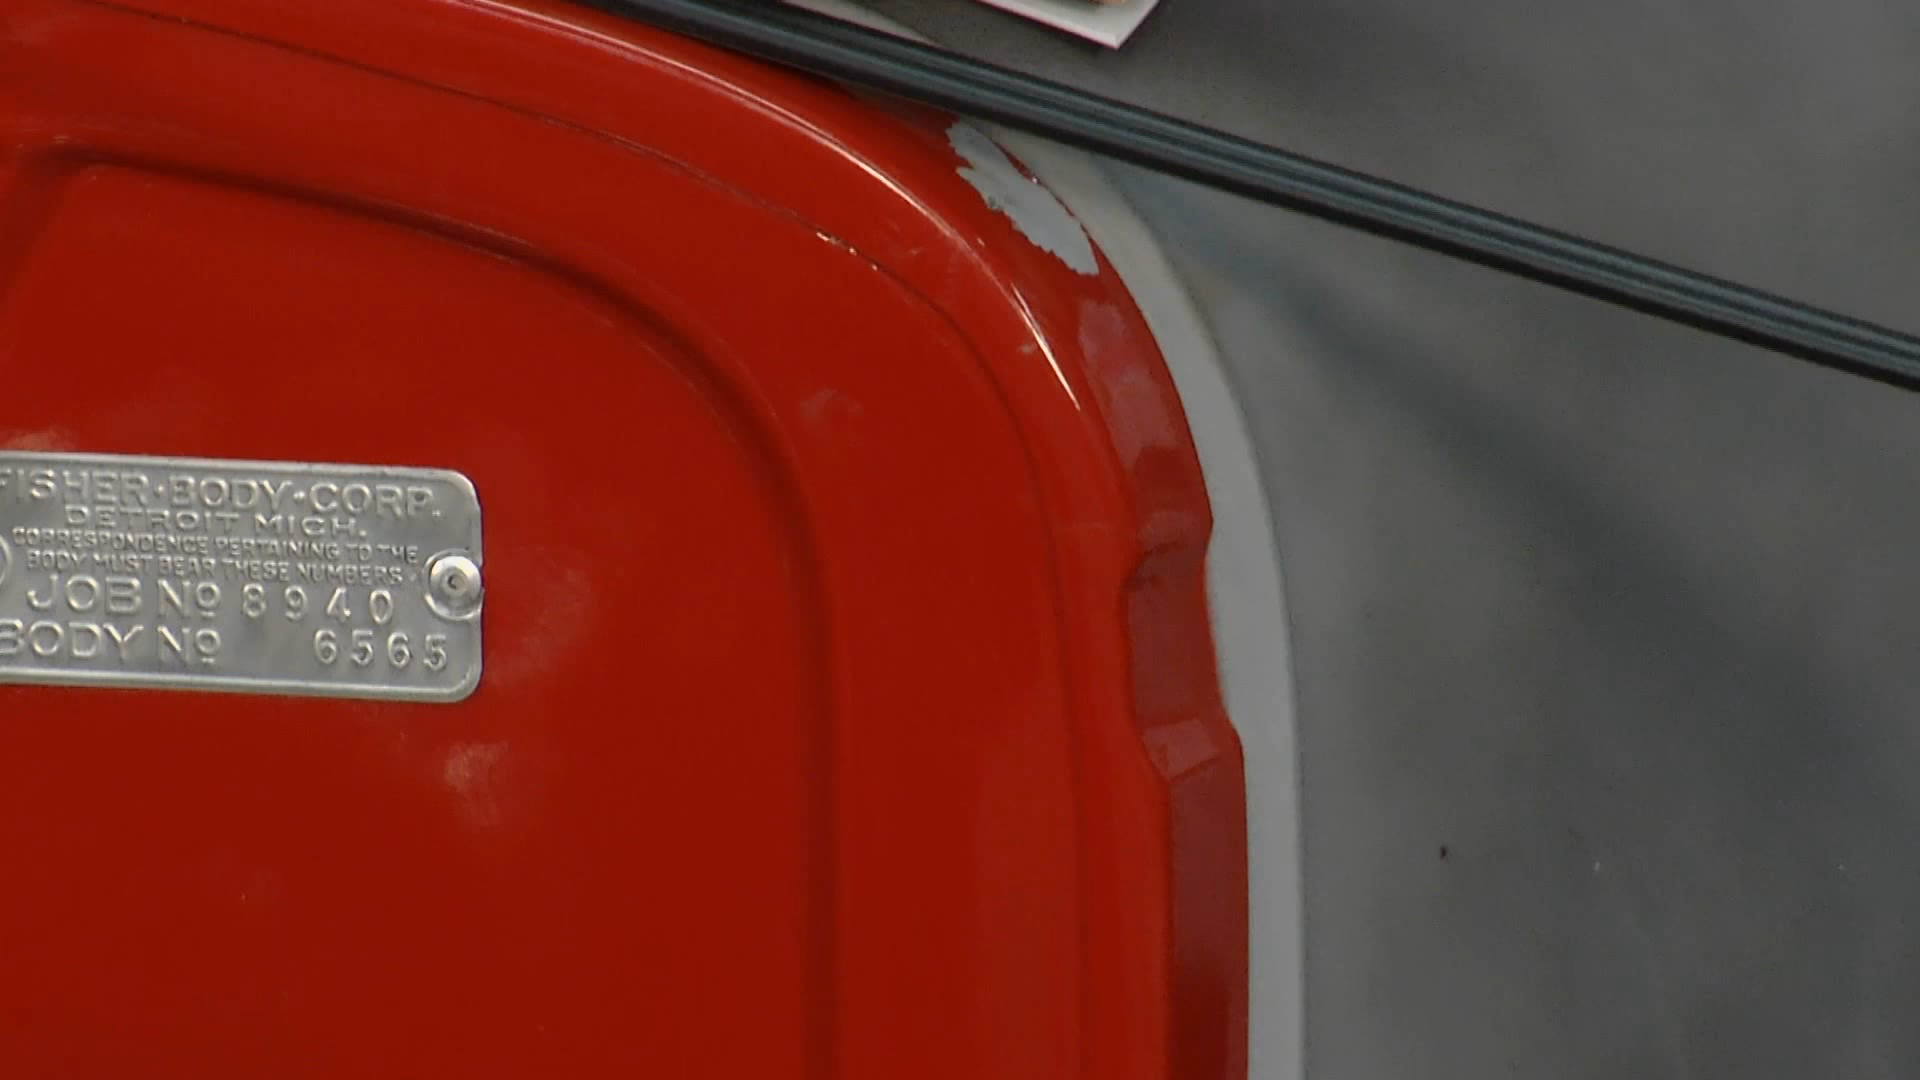 FISHER·BODY·CORP.
DETROIT MICH.
CORRESPONDENCE PERTAINING TO THE
BODY MUST BEAR THESE NUMBERS
JOB No 8940
BODY No 6565